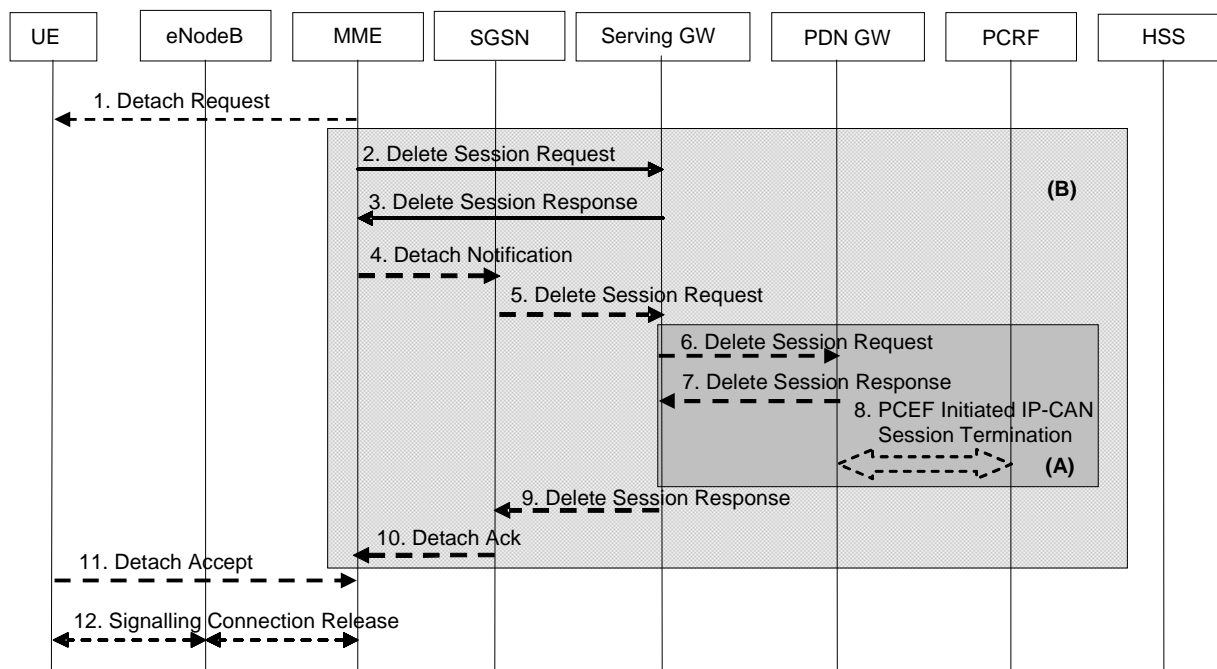 UE
eNodeB
MME
SGSN
Serving GW
PDN GW
PCRF
HSS
1. Detach Request
2. Delete Session Request
(B)
3. Delete Session Response
4. Detach Notification
5. Delete Session Request
6. Delete Session Request
7. Delete Session Response
8. PCEF Initiated IP-CAN
Session Termination
(A)
9. Delete Session Response
10. Detach Ack
11. Detach Accept
12. Signalling Connection Release